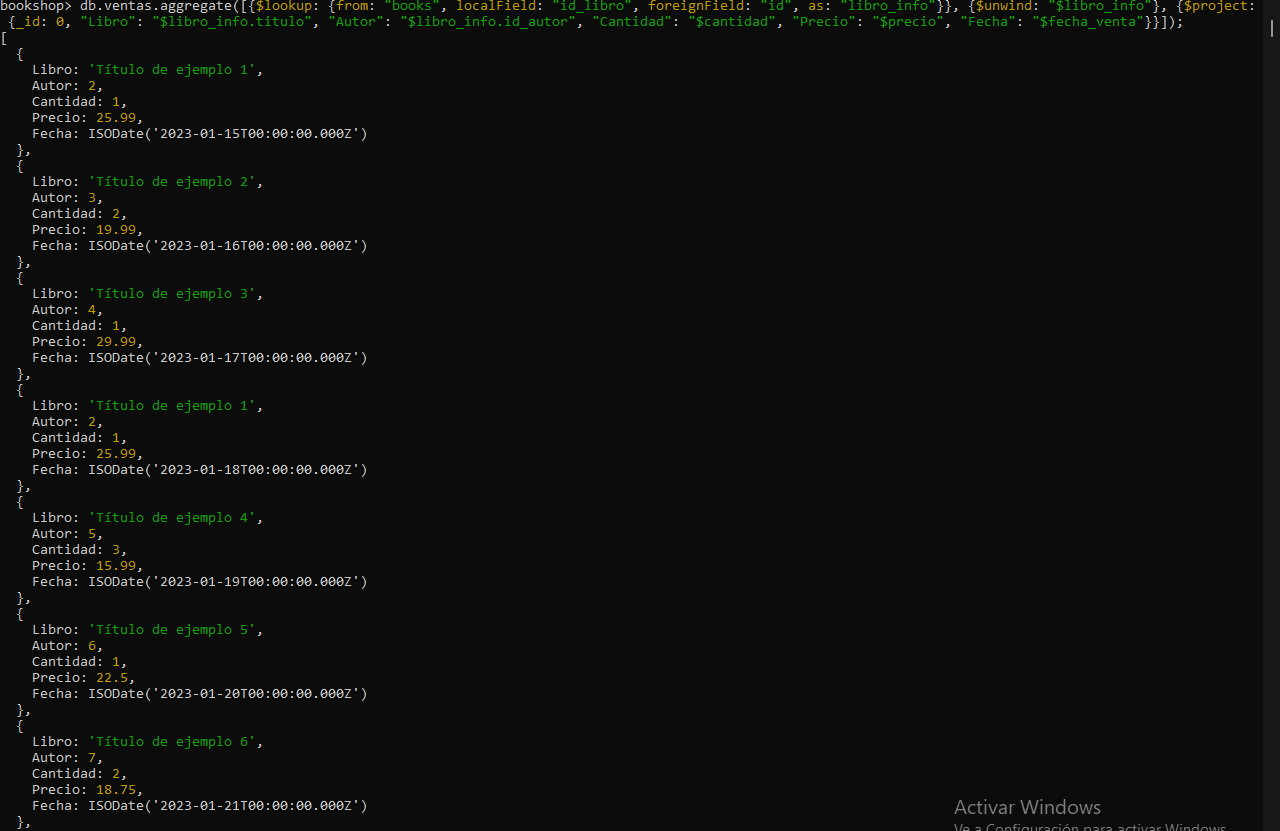 bookshop> db.ventas.aggregate([{$lookup: {from: "books", localField: "id_libro", foreignField: "id", as: "libro_info"}}, {$unwind: "$libro_info"}, {$project:
{_id: 0, "Libro": "$libro_info.titulo", "Autor": "$libro_info.id_autor", "Cantidad": "$cantidad", "Precio": "$precio", "Fecha": "$fecha_venta"}}]);
[
  {
    Libro: 'Título de ejemplo 1',
    Autor: 2,
    Cantidad: 1,
    Precio: 25.99,
    Fecha: ISODate('2023-01-15T00:00:00.000Z')
  },
  {
    Libro: 'Título de ejemplo 2',
    Autor: 3,
    Cantidad: 2,
    Precio: 19.99,
    Fecha: ISODate('2023-01-16T00:00:00.000Z')
  },
  {
    Libro: 'Título de ejemplo 3',
    Autor: 4,
    Cantidad: 1,
    Precio: 29.99,
    Fecha: ISODate('2023-01-17T00:00:00.000Z')
  },
  {
    Libro: 'Título de ejemplo 1',
    Autor: 2,
    Cantidad: 1,
    Precio: 25.99,
    Fecha: ISODate('2023-01-18T00:00:00.000Z')
  },
  {
    Libro: 'Título de ejemplo 4',
    Autor: 5,
    Cantidad: 3,
    Precio: 15.99,
    Fecha: ISODate('2023-01-19T00:00:00.000Z')
  },
  {
    Libro: 'Título de ejemplo 5',
    Autor: 6,
    Cantidad: 1,
    Precio: 22.5,
    Fecha: ISODate('2023-01-20T00:00:00.000Z')
  },
  {
    Libro: 'Título de ejemplo 6',
    Autor: 7,
    Cantidad: 2,
    Precio: 18.75,
    Fecha: ISODate('2023-01-21T00:00:00.000Z')
  },
Activar Windows
Ve a Configuración para activar Windows.